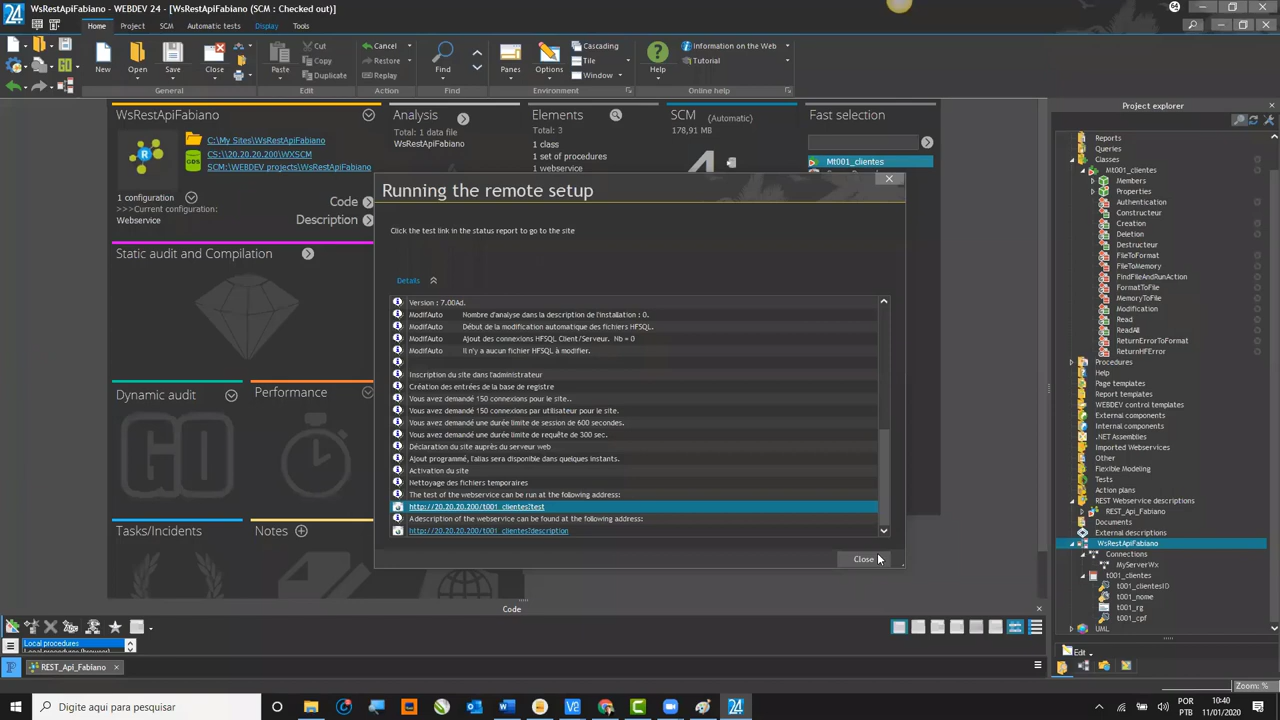 24
WsRestApiFabiano - WEBDEV 24 - [WsRestApiFabiano (SCM : Checked out)]
64
Home
Project
SCM
Automatic tests
Display
Tools
New
Open
Save
Close
General
Paste
Cut
Copy
Duplicate
Edit
Cancel
Restore
Replay
Action
Find
Find
Panes
Options
Cascading
Tile
Window
Environment
Help
Information on the Web
Tutorial
Online help
GO
WsRestApiFabiano
C:\My Sites\WsRestApiFabiano
CS:\\20.20.20.200\WXSCM
SCM:\WEBDEV projects\WsRestApiFabiano
1 configuration
>>>Current configuration:
Webservice
Code
Description
Analysis
Total: 1 data file
WsRestApiFabiano
Elements
Total: 3
1 class
1 set of procedures
1 webservice
SCM (Automatic)
178,91 MB
Fast selection
Mt001_clientes
Static audit and Compilation
Dynamic audit
GO
Performance
Tasks/Incidents
Notes
Running the remote setup
Click the test link in the status report to go to the site
Details
Version : 7.00Ad.
ModifAuto Nombre d'analyse dans la description de l'installation : 0.
ModifAuto Début de la modification automatique des fichiers HFSQL.
ModifAuto Ajout des connexions HFSQL Client/Serveur. Nb = 0
ModifAuto Il n'y a aucun fichier HFSQL à modifier.
Inscription du site dans l'administrateur
Création des entrées de la base de registre
Vous avez demandé 150 connexions pour le site..
Vous avez demandé 150 connexions par utilisateur pour le site.
Vous avez demandé une durée limite de session de 600 secondes.
Vous avez demandé une durée limite de requête de 300 sec.
Déclaration du site auprès du serveur web
Ajout programmé, l'alias sera disponible dans quelques instants.
Activation du site
Nettoyage des fichiers temporaires
The test of the webservice can be run at the following address:
http://20.20.20.200/t001_clientes?test
A description of the webservice can be found at the following address:
http://20.20.20.200/t001_clientes?description
Close
Project explorer
Reports
Queries
Classes
Mt001_clientes
Members
Properties
Authentication
Constructeur
Creation
Deletion
Destructeur
FileToFormat
FileToMemory
FindFileAndRunAction
FormatToFile
MemoryToFile
Modification
Read
ReadAll
ReturnErrorToFormat
ReturnHFError
Procedures
Help
Page templates
Report templates
WEBDEV control templates
External components
Internal components
.NET Assemblies
Imported Webservices
Other
Flexible Modeling
Tests
Action plans
REST Webservice descriptions
REST_Api_Fabiano
Documents
External descriptions
WsRestApiFabiano
Connections
MyServerWx
t001_clientes
t001_clientesID
t001_nome
t001_rg
t001_cpf
UML
Edit
Code
Local procedures
REST_Api_Fabiano
Zoom: %
Digite aqui para pesquisar
24
POR
PTB
10:40
11/01/2020